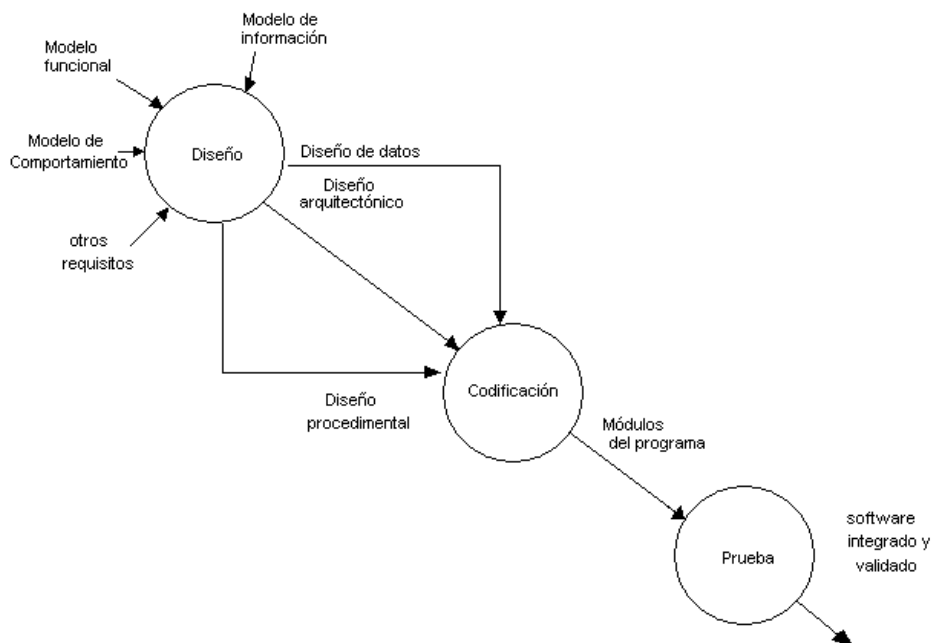 Modelo de
información
Modelo
funcional
Modelo de
Comportamiento
Diseño
otros
requisitos
Diseño de datos
Diseño
arquitectónico
Diseño
procedimental
Codificación
Módulos
del programa
Prueba
software
integrado y
validado